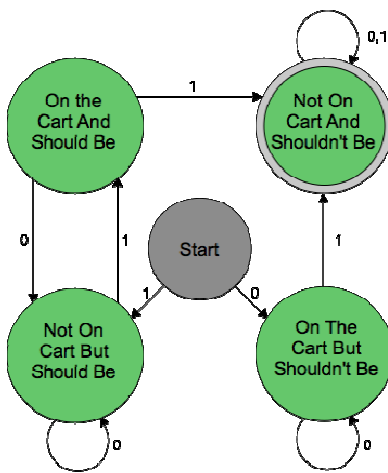 0,1
On the
Cart And
Should Be
1
Not On
Cart And
Shouldn't Be
0
1
Start
1
1
0
Not On
Cart But
Should Be
On The
Cart But
Shouldn't Be
0
0